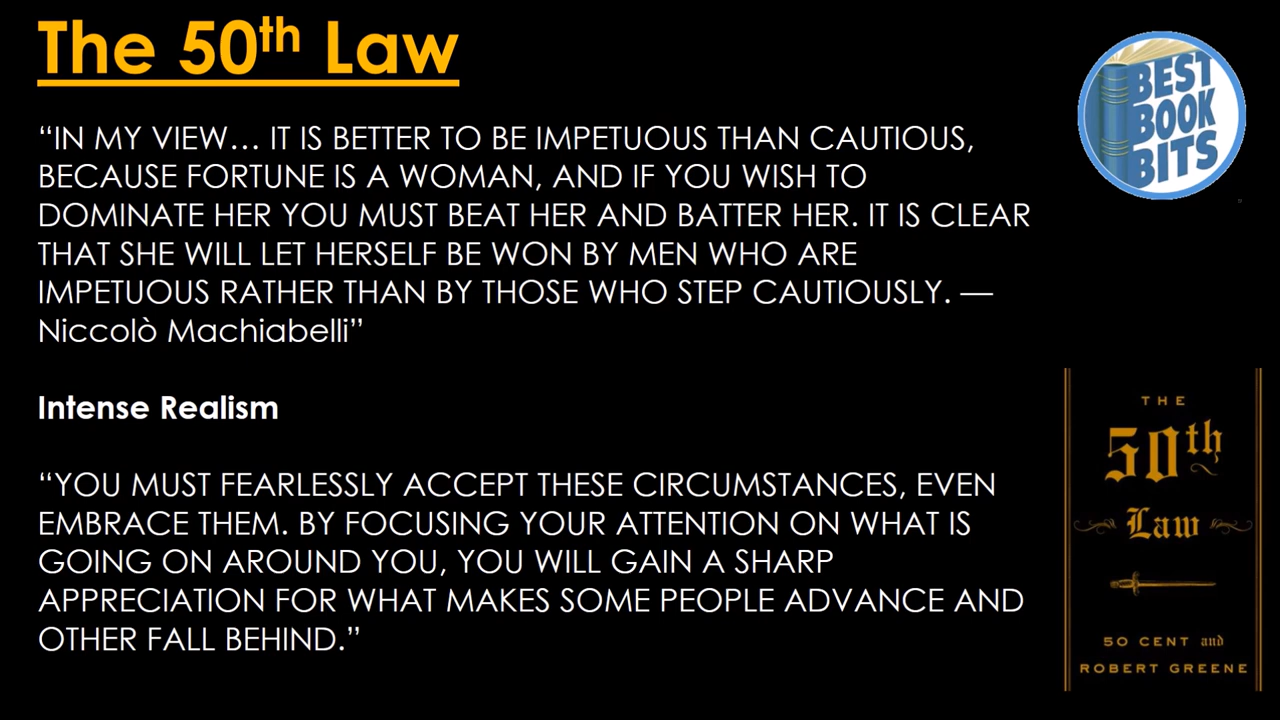 The 50th Law
“IN MY VIEW… IT IS BETTER TO BE IMPETUOUS THAN CAUTIOUS,
BECAUSE FORTUNE IS A WOMAN, AND IF YOU WISH TO
DOMINATE HER YOU MUST BEAT HER AND BATTER HER. IT IS CLEAR
THAT SHE WILL LET HERSELF BE WON BY MEN WHO ARE
IMPETUOUS RATHER THAN BY THOSE WHO STEP CAUTIOUSLY. —
Niccolò Machiabelli”
Intense Realism
“YOU MUST FEARLESSLY ACCEPT THESE CIRCUMSTANCES, EVEN
EMBRACE THEM. BY FOCUSING YOUR ATTENTION ON WHAT IS
GOING ON AROUND YOU, YOU WILL GAIN A SHARP
APPRECIATION FOR WHAT MAKES SOME PEOPLE ADVANCE AND
OTHER FALL BEHIND.”
BEST
BOOK
BITS
THE
50th
Law
50 CENT and
ROBERT GREENE